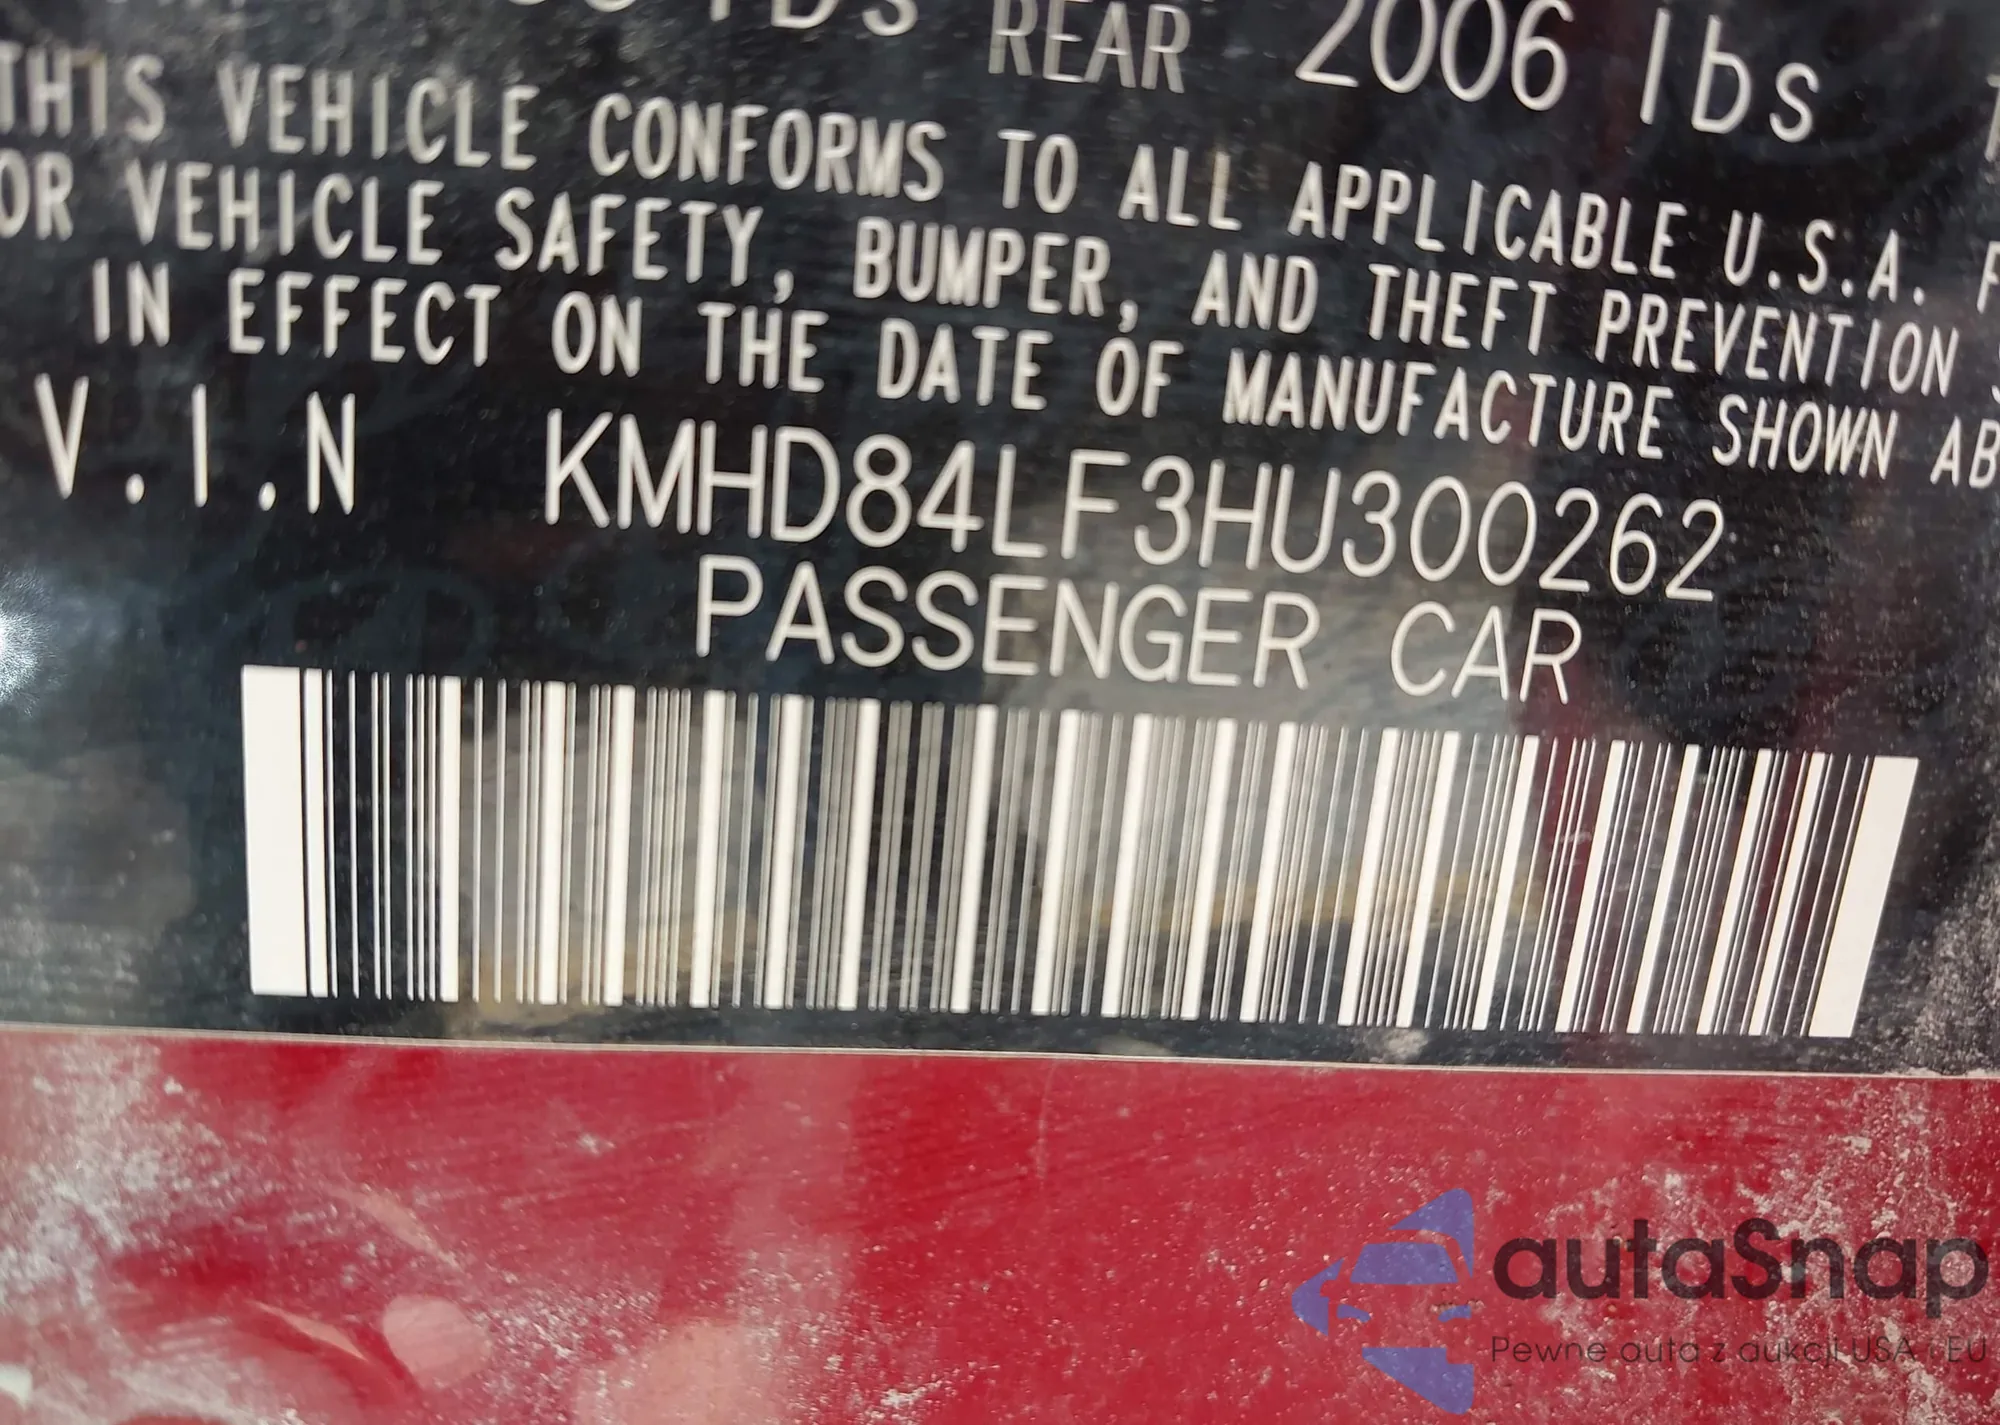 REAR 2006 lbs
THIS VEHICLE CONFORMS TO ALL APPLICABLE U.S.A.
OR VEHICLE SAFETY, BUMPER, AND THEFT PREVENTION
IN EFFECT ON THE DATE OF MANUFACTURE SHOWN AB
V.I.N KMHD84LF3HU300262
PASSENGER CAR
autaSnap
Pewne auta z aukcji USA i EU